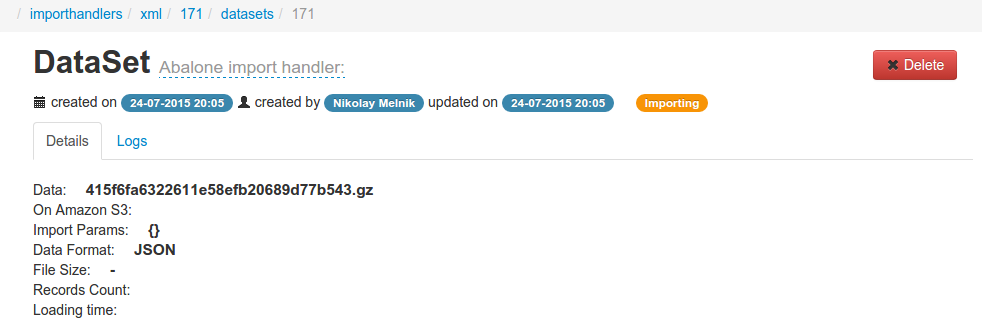 / importhandlers / xml / 171 / datasets / 171
DataSet Abalone import handler:
Delete
created on 24-07-2015 20:05 created by Nikolay Melnik updated on 24-07-2015 20:05 Importing
Details Logs
Data: 415f6fa6322611e58efb20689d77b543.gz
On Amazon S3:
Import Params: {}
Data Format: JSON
File Size: -
Records Count:
Loading time: